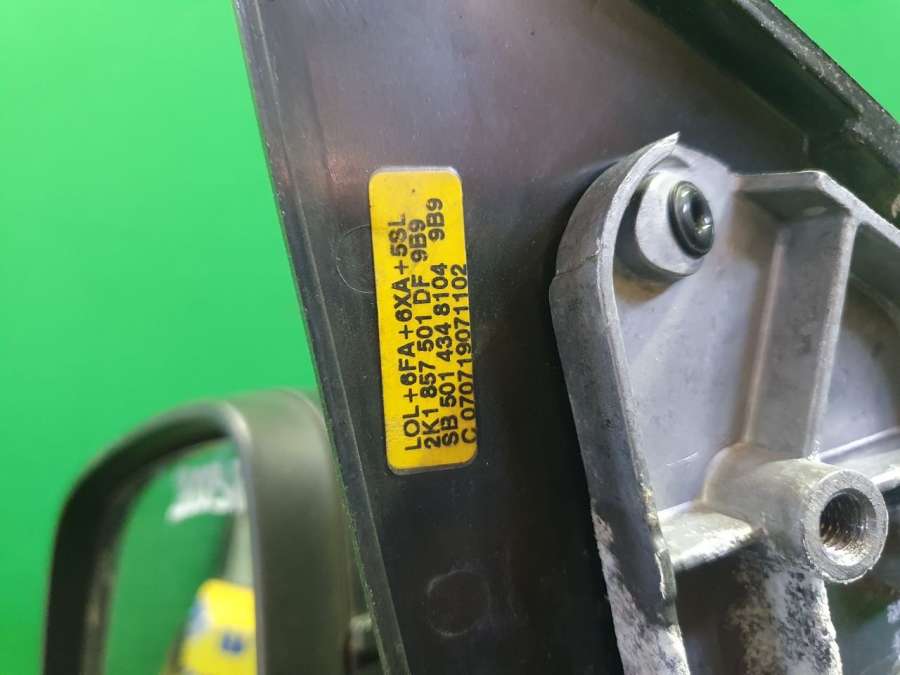 LOL+6FA+6XA+5SL
2K1 857 501 DF 9B9
SB 501 434 8104 9B9
C 070719071102